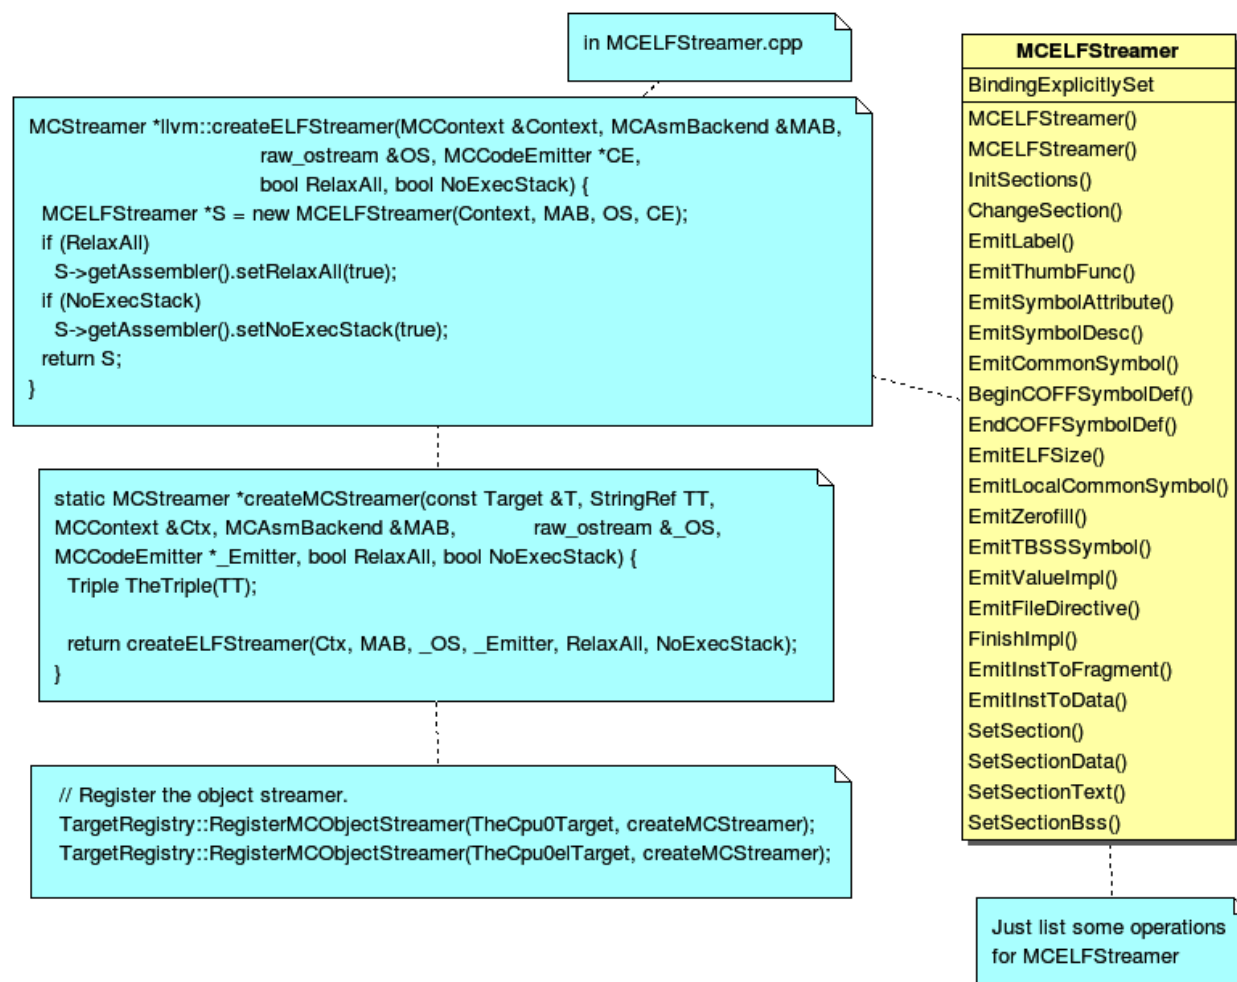 in MCELFStreamer.cpp
MCStreamer *llvm::createELFStreamer(MCContext &Context, MCAsmBackend &MAB,
raw_ostream &OS, MCCodeEmitter *CE,
bool RelaxAll, bool NoExecStack) {
MCELFStreamer *S = new MCELFStreamer(Context, MAB, OS, CE);
if (RelaxAll)
S->getAssembler().setRelaxAll(true);
if (NoExecStack)
S->getAssembler().setNoExecStack(true);
return S;
}
static MCStreamer *createMCStreamer(const Target &T, StringRef TT,
MCContext &Ctx, MCAsmBackend &MAB, raw_ostream &_OS,
MCCodeEmitter *_Emitter, bool RelaxAll, bool NoExecStack) {
Triple TheTriple(TT);
return createELFStreamer(Ctx, MAB, _OS, _Emitter, RelaxAll, NoExecStack);
}
// Register the object streamer.
TargetRegistry::RegisterMCObjectStreamer(TheCpu0Target, createMCStreamer);
TargetRegistry::RegisterMCObjectStreamer(TheCpu0elTarget, createMCStreamer);
MCELFStreamer
BindingExplicitlySet
MCELFStreamer()
MCELFStreamer()
InitSections()
ChangeSection()
EmitLabel()
EmitThumbFunc()
EmitSymbolAttribute()
EmitSymbolDesc()
EmitCommonSymbol()
BeginCOFFSymbolDef()
EndCOFFSymbolDef()
EmitELFSize()
EmitLocalCommonSymbol()
EmitZerofill()
EmitTBSSSymbol()
EmitValueImpl()
EmitFileDirective()
FinishImpl()
EmitInstToFragment()
EmitInstToData()
SetSection()
SetSectionData()
SetSectionText()
SetSectionBss()
Just list some operations
for MCELFStreamer